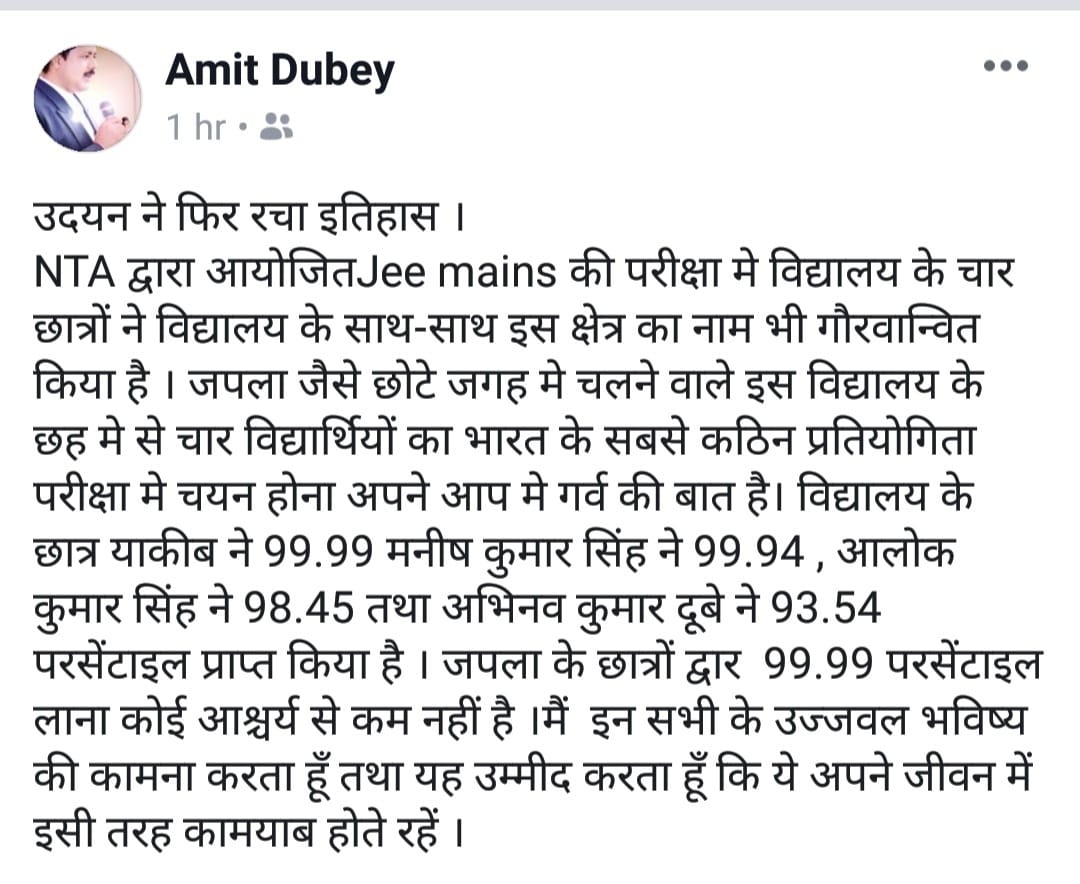 Amit Dubey
1 hr •
उदयन ने फिर रचा इतिहास ।
NTA द्वारा आयोजितJee mains की परीक्षा मे विद्यालय के चार
छात्रों ने विद्यालय के साथ-साथ इस क्षेत्र का नाम भी गौरवान्वित
किया है । जपला जैसे छोटे जगह मे चलने वाले इस विद्यालय के
छह मे से चार विद्यार्थियों का भारत के सबसे कठिन प्रतियोगिता
परीक्षा मे चयन होना अपने आप मे गर्व की बात है। विद्यालय के
छात्र याकीब ने 99.99 मनीष कुमार सिंह ने 99.94 , आलोक
कुमार सिंह ने 98.45 तथा अभिनव कुमार दूबे ने 93.54
परसेंटाइल प्राप्त किया है । जपला के छात्रों द्वार 99.99 परसेंटाइल
लाना कोई आश्चर्य से कम नहीं है ।मैं इन सभी के उज्जवल भविष्य
की कामना करता हूँ तथा यह उम्मीद करता हूँ कि ये अपने जीवन में
इसी तरह कामयाब होते रहें ।